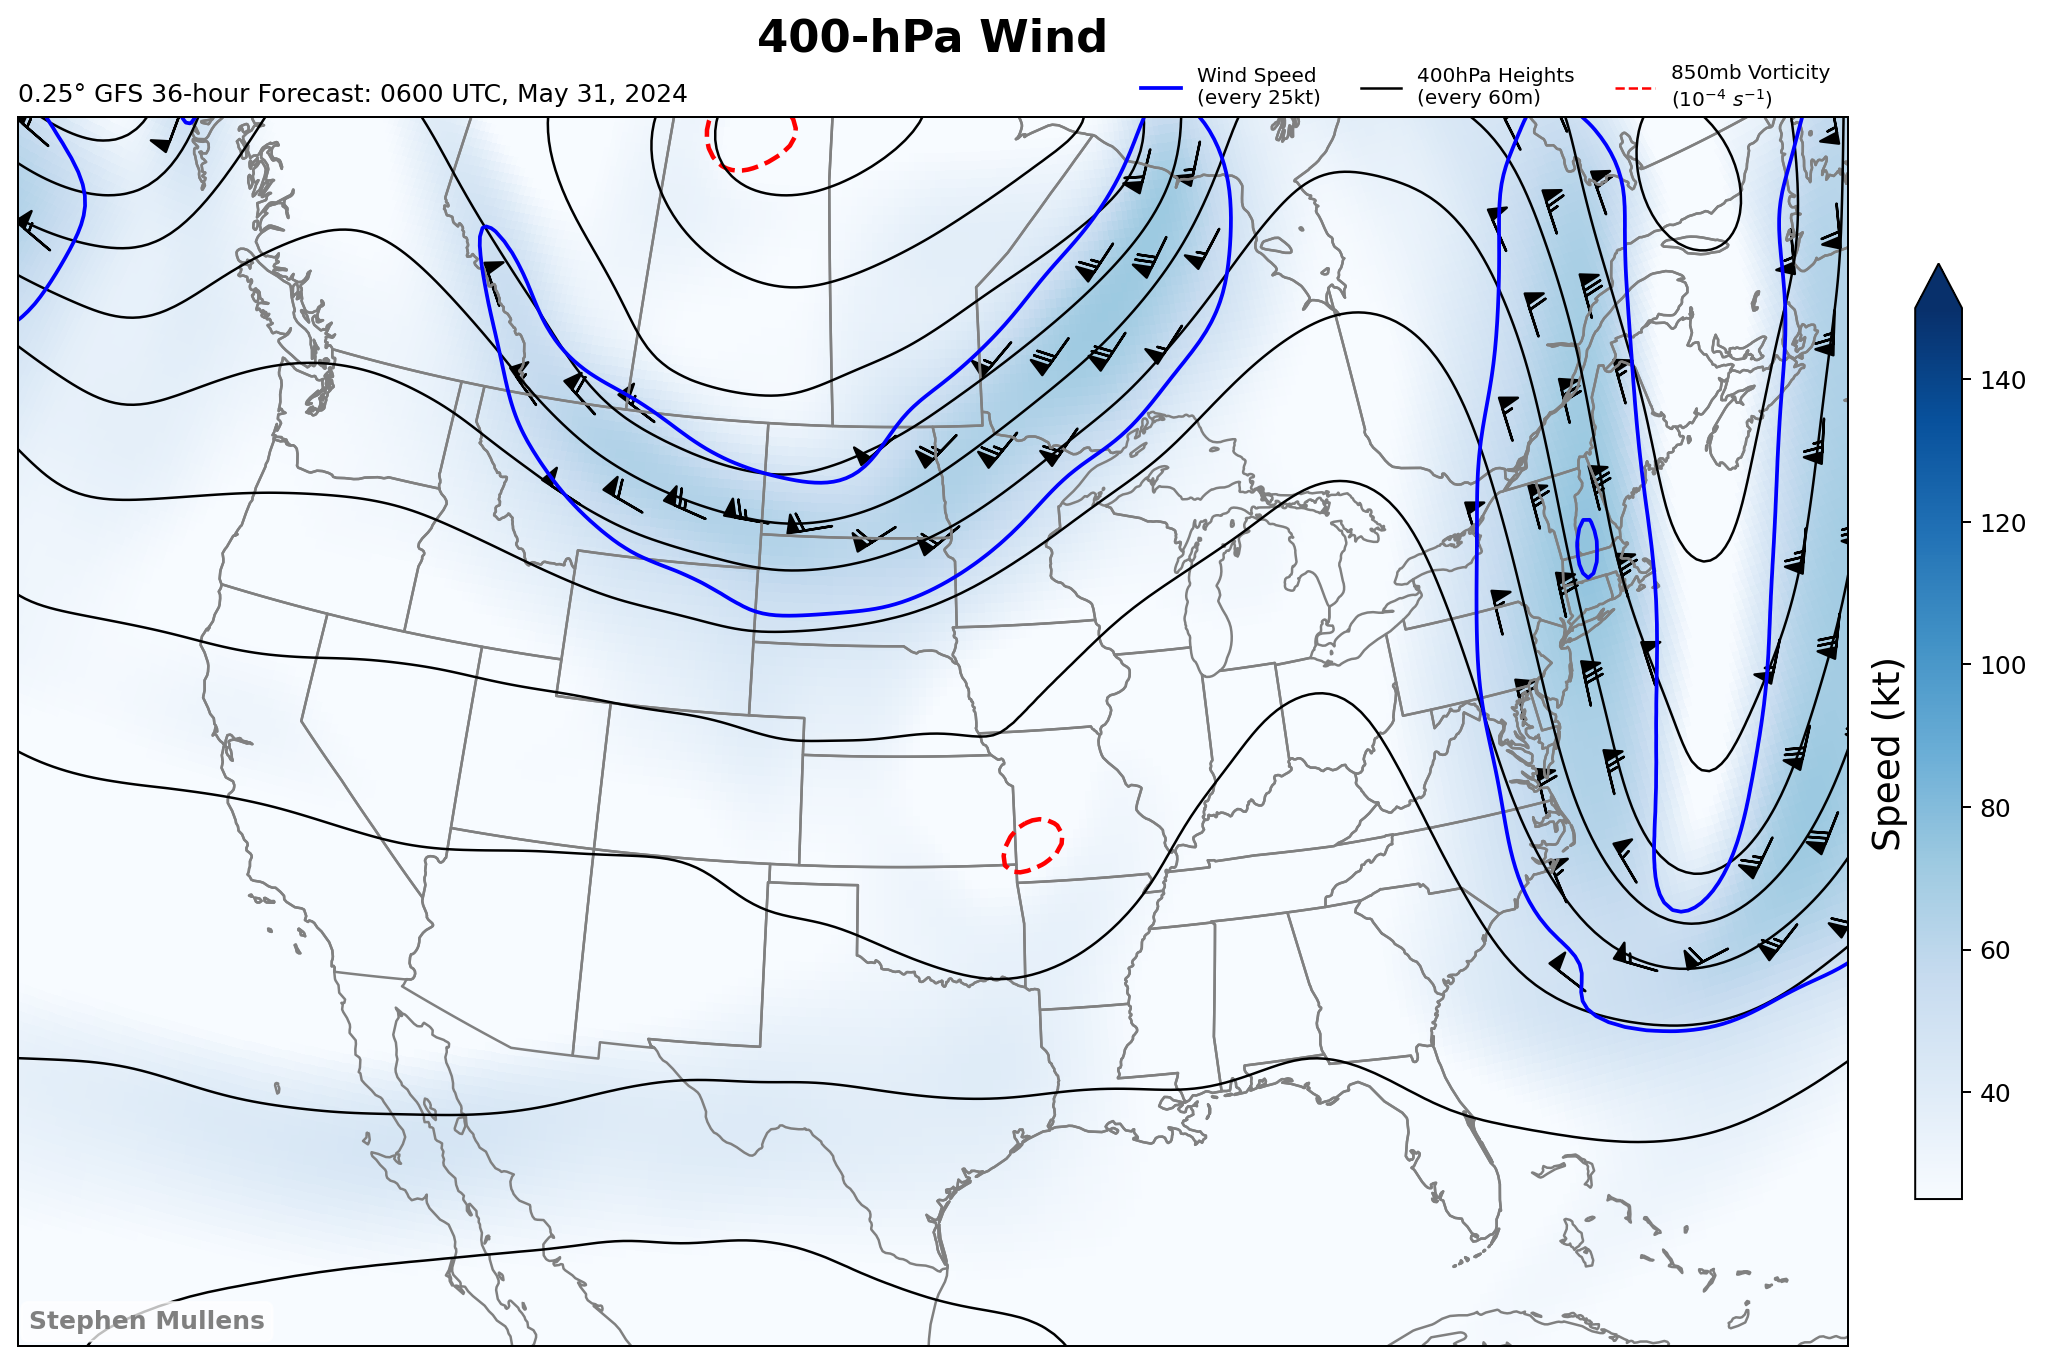 400-hPa Wind
0.25° GFS 36-hour Forecast: 0600 UTC, May 31, 2024
Wind Speed
(every 25kt)
400hPa Heights
(every 60m)
850mb Vorticity
(10⁻⁴ s⁻¹)
140
120
100
80
60
40
Speed (kt)
Stephen Mullens